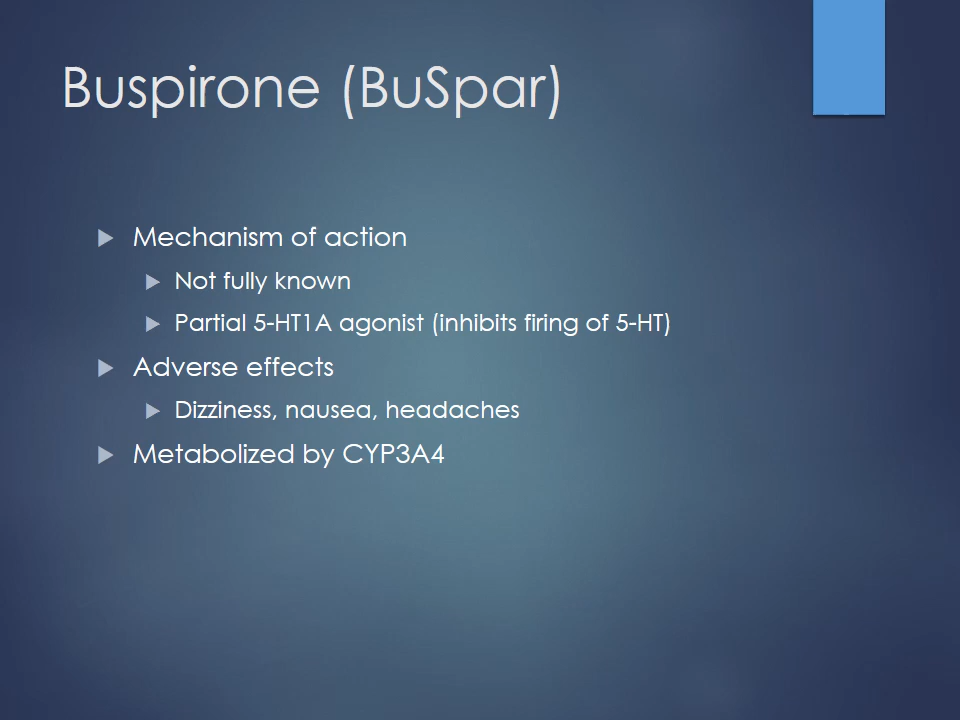 Buspirone (BuSpar)
Mechanism of action
Not fully known
Partial 5-HT1A agonist (inhibits firing of 5-HT)
Adverse effects
Dizziness, nausea, headaches
Metabolized by CYP3A4